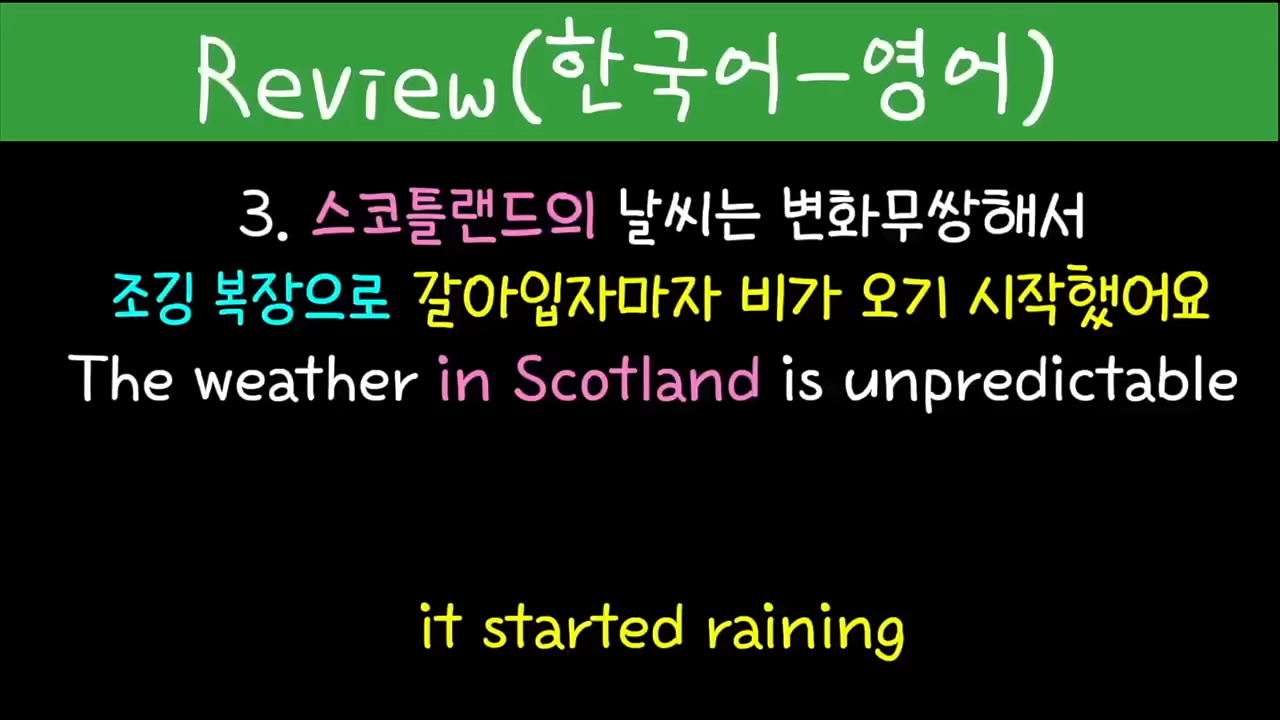 Review(한국어-영어)
3. 스코틀랜드의 날씨는 변화무쌍해서
조깅 복장으로 갈아입자마자 비가 오기 시작했어요
The weather in Scotland is unpredictable
it started raining